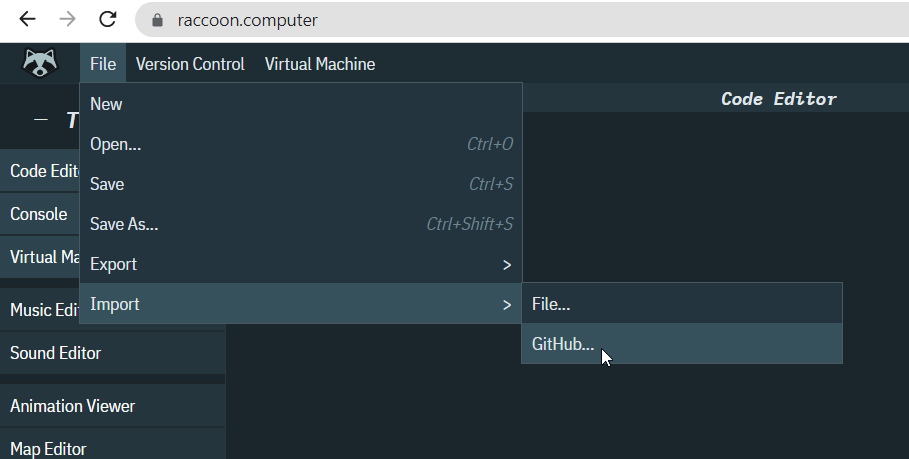 raccoon.computer
File Version Control Virtual Machine
Code Editor
New
Open... Ctrl+O
Save Ctrl+S
Save As... Ctrl+Shift+S
Export >
Import >
File...
GitHub...
— T
Code Edit
Console
Virtual Ma
Music Edi
Sound Editor
Animation Viewer
Map Editor